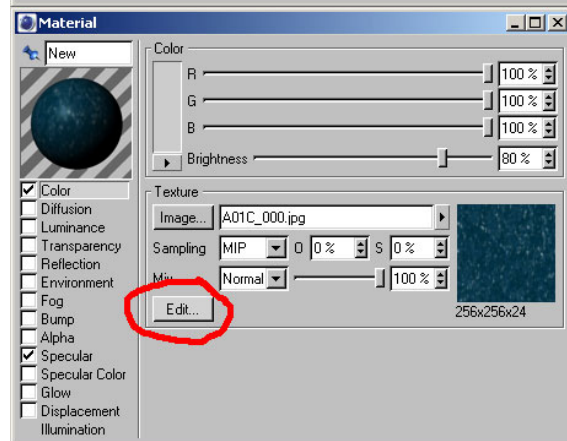 Material
New
Color
R 100 %
G 100 %
B 100 %
Brightness 80 %
Color
Diffusion
Luminance
Transparency
Reflection
Environment
Fog
Bump
Alpha
Specular
Specular Color
Glow
Displacement
Illumination
Texture
Image... A01C_000.jpg
Sampling MIP O 0 % S 0 %
Normal 100 %
Edit...
256x256x24